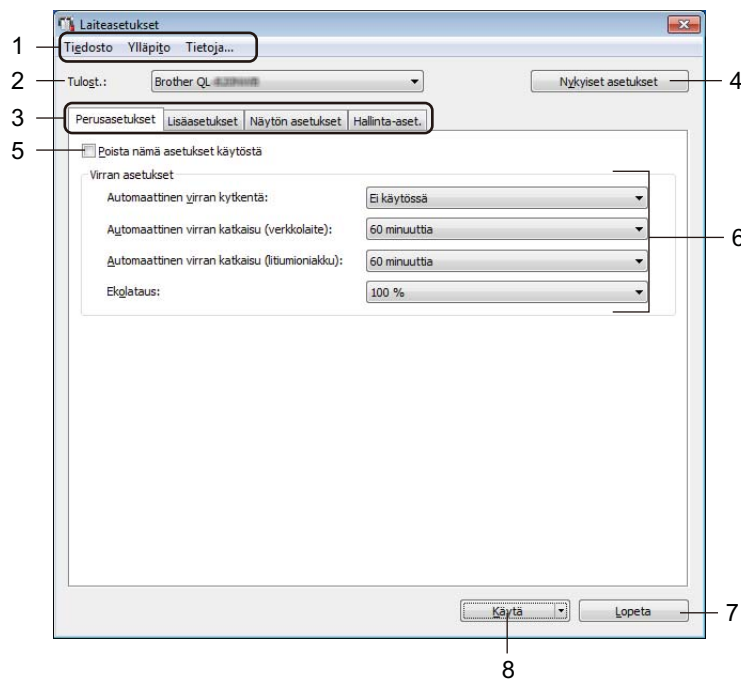 Laiteasetukset
1 Tiedosto Ylläpito Tietoja...
2 Tulost.: Brother QL Nykyiset asetukset 4
3 Perusasetukset Lisäasetukset Näytön asetukset Hallinta-aset.
5 Poista nämä asetukset käytöstä
Virran asetukset
Automaattinen virran kytkentä: Ei käytössä
Automaattinen virran katkaisu (verkkolaite): 60 minuuttia 6
Automaattinen virran katkaisu (litiumioniakku): 60 minuuttia
Ekolataus: 100 %
Käytä Lopeta 7
8